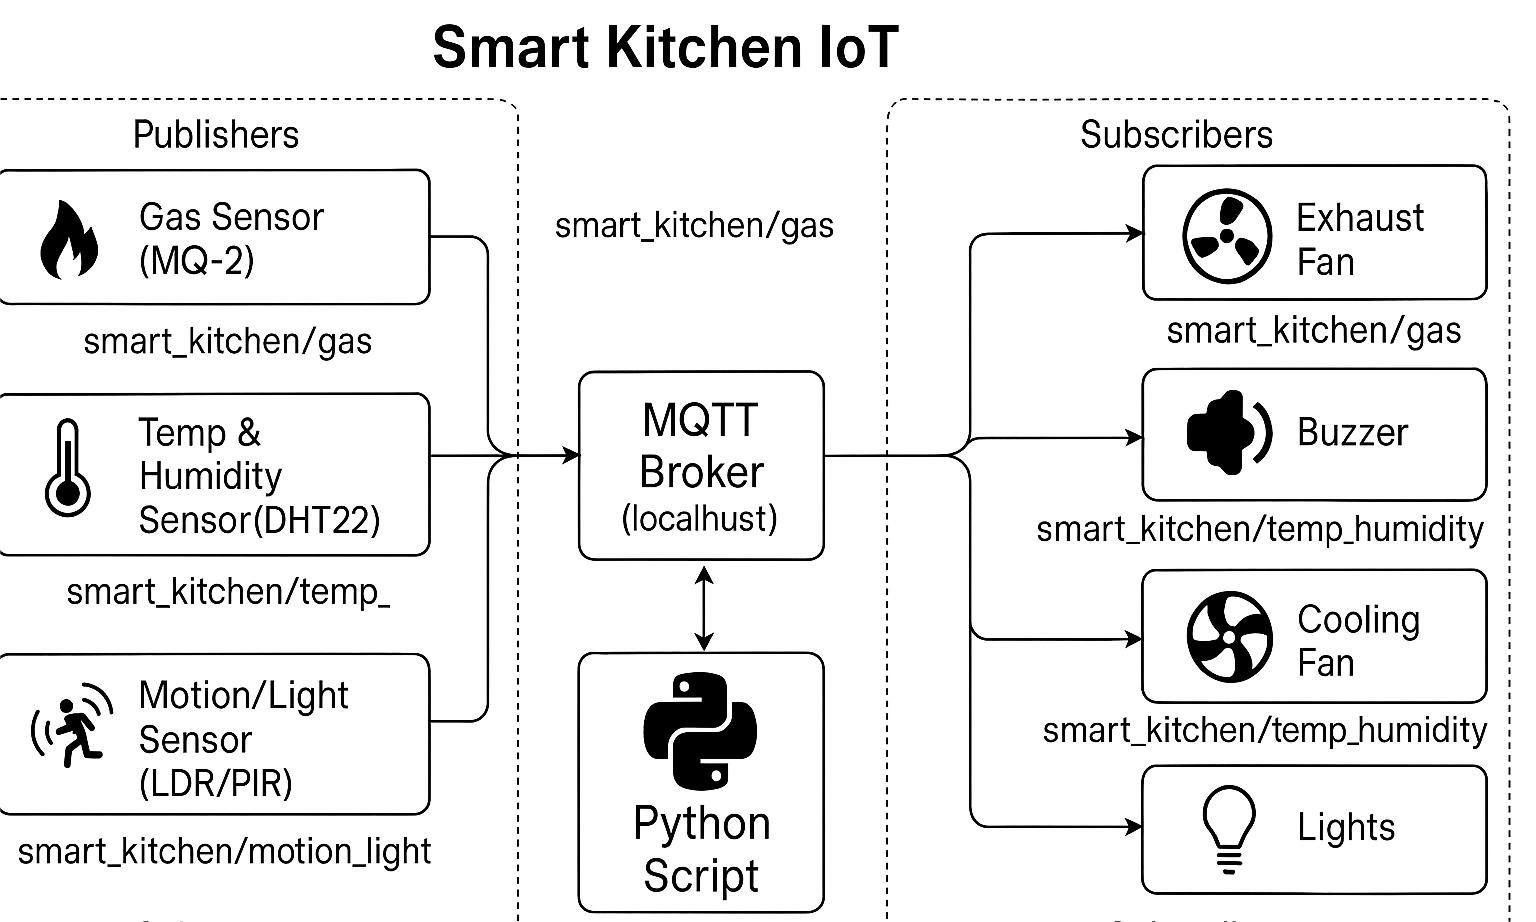 Smart Kitchen IoT
Publishers
Gas Sensor
(MQ-2)
smart_kitchen/gas
Temp &
Humidity
Sensor(DHT22)
smart_kitchen/temp_
Motion/Light
Sensor
(LDR/PIR)
smart_kitchen/motion_light
smart_kitchen/gas
MQTT
Broker
(localhust)
Python
Script
Subscribers
Exhaust
Fan
smart_kitchen/gas
Buzzer
smart_kitchen/temp_humidity
Cooling
Fan
smart_kitchen/temp_humidity
Lights